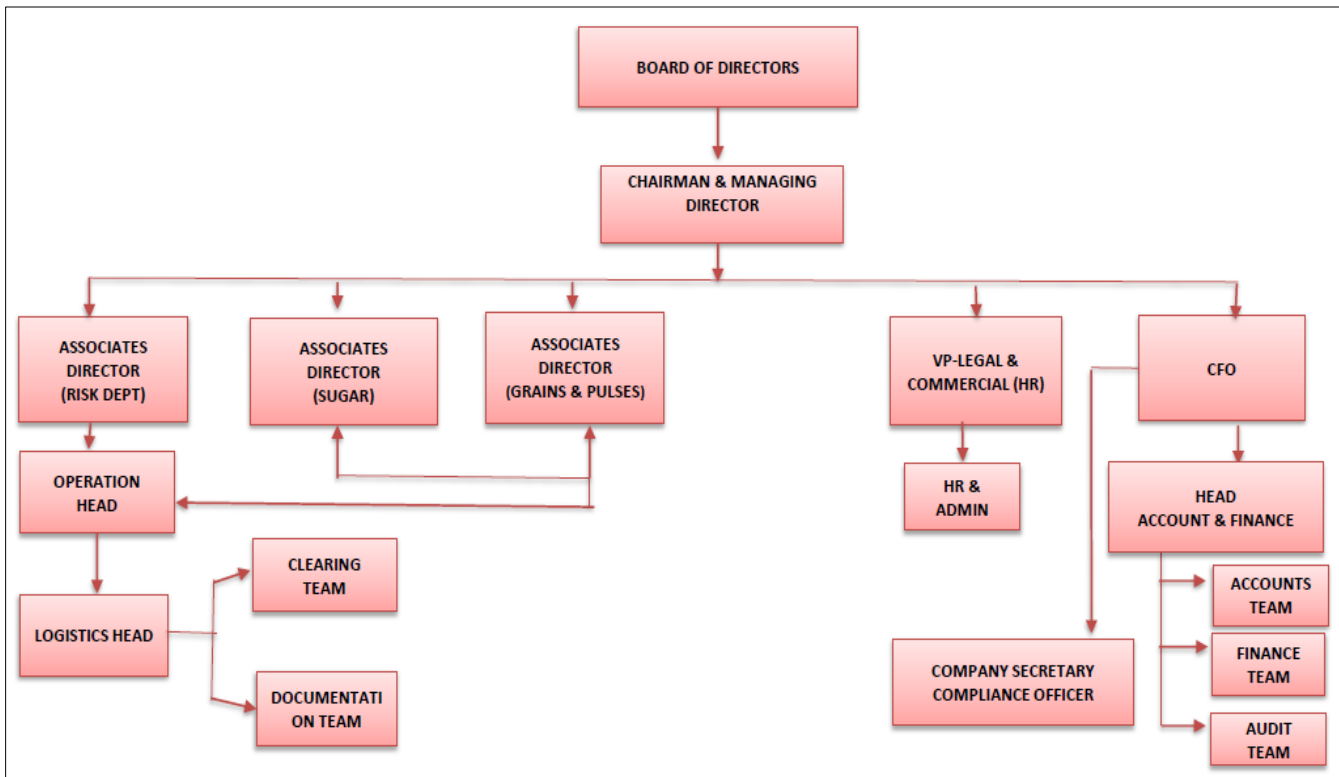 BOARD OF DIRECTORS
CHAIRMAN & MANAGING
DIRECTOR
ASSOCIATES
DIRECTOR
(RISK DEPT)
ASSOCIATES
DIRECTOR
(SUGAR)
ASSOCIATES
DIRECTOR
(GRAINS & PULSES)
VP-LEGAL &
COMMERCIAL (HR)
CFO
OPERATION
HEAD
HR &
ADMIN
HEAD
ACCOUNT & FINANCE
CLEARING
TEAM
LOGISTICS HEAD
DOCUMENTATI
ON TEAM
COMPANY SECRETARY
COMPLIANCE OFFICER
ACCOUNTS
TEAM
FINANCE
TEAM
AUDIT
TEAM